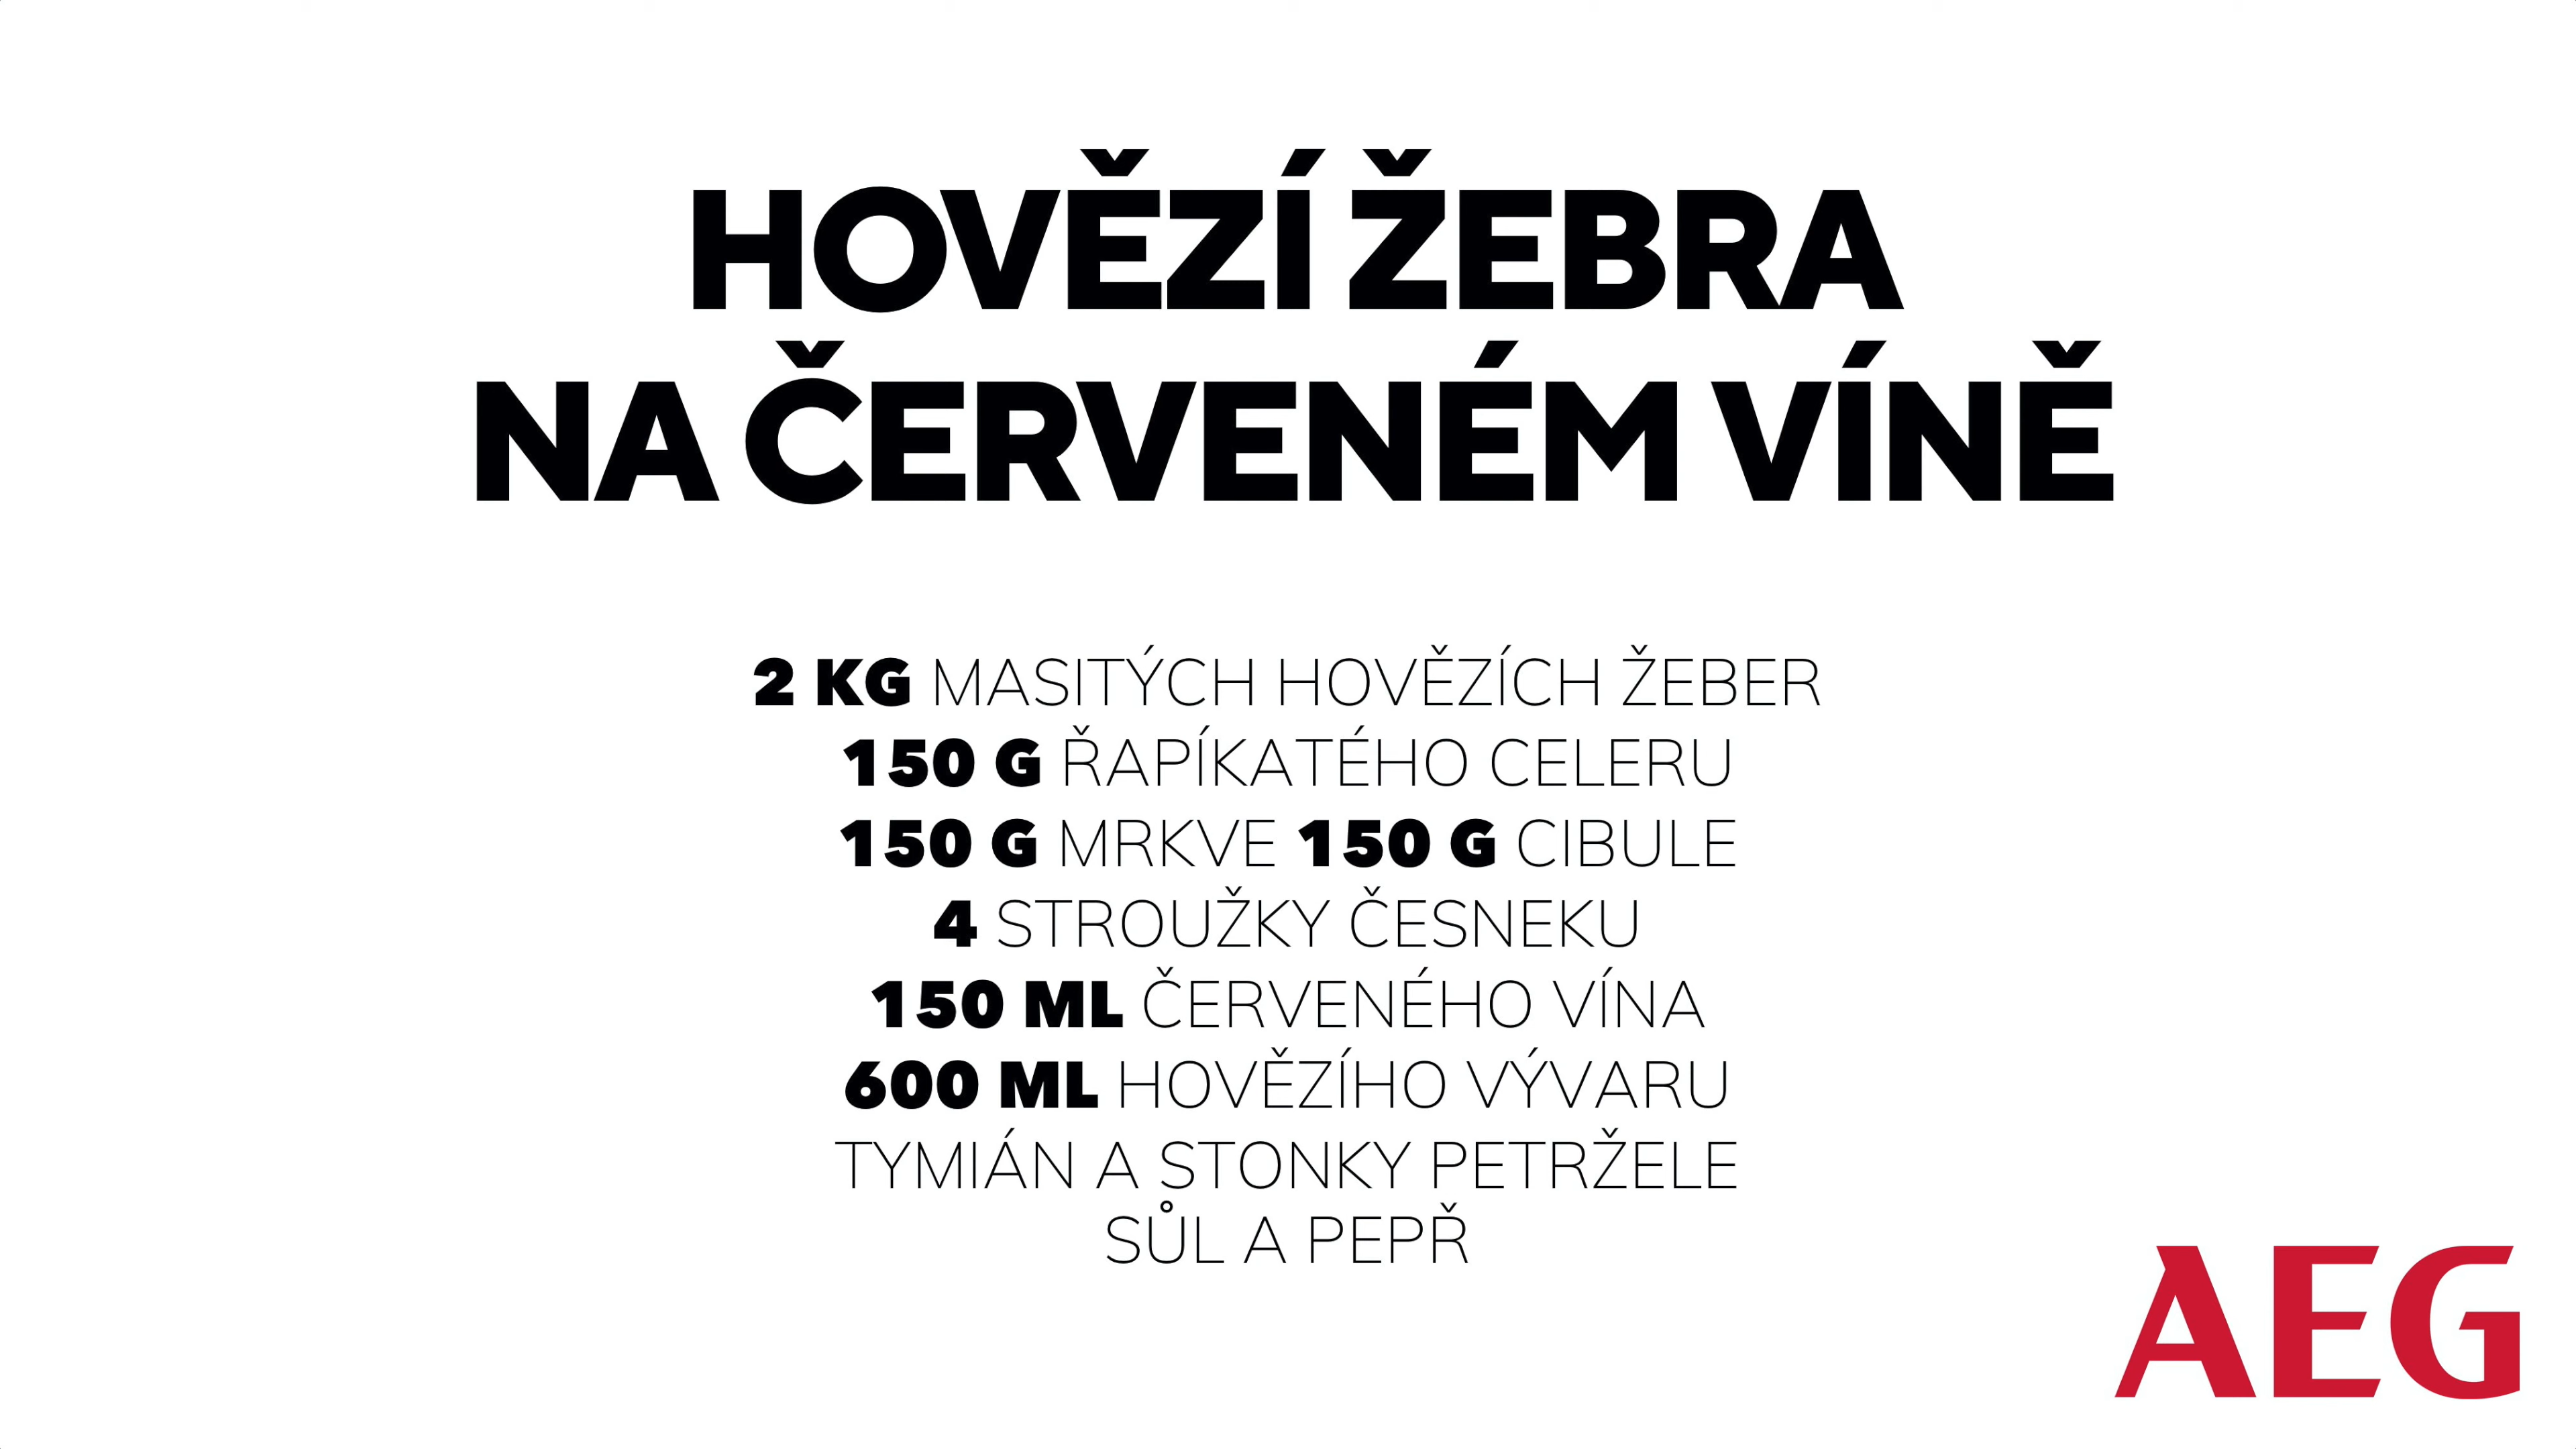 HOVĚZÍ ŽEBRA
NA ČERVENÉM VÍNĚ
2 KG MASITÝCH HOVĚZÍCH ŽEBER
150 G ŘAPÍKATÉHO CELERU
150 G MRKVE 150 G CIBULE
4 STROUŽKY ČESNEKU
150 ML ČERVENÉHO VÍNA
600 ML HOVĚZÍHO VÝVARU
TYMIÁN A STONKY PETRŽELE
SŮL A PEPŘ
AEG